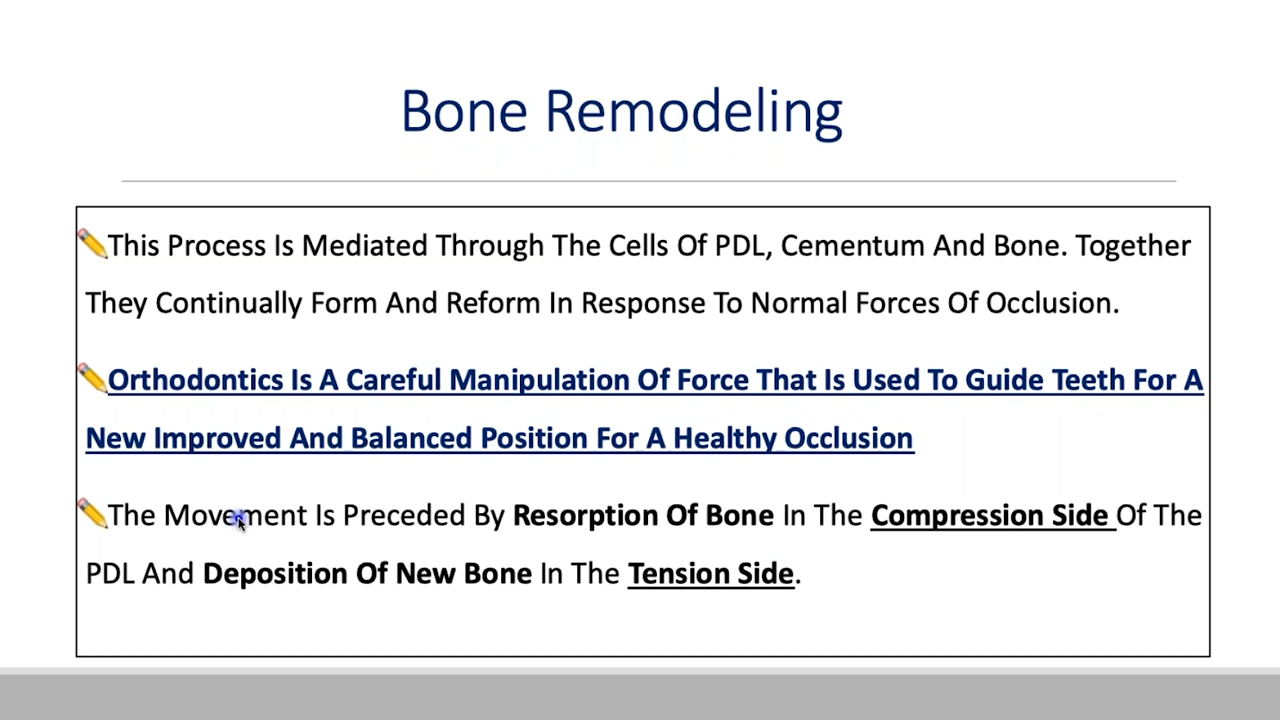 Bone Remodeling
This Process Is Mediated Through The Cells Of PDL, Cementum And Bone. Together
They Continually Form And Reform In Response To Normal Forces Of Occlusion.
Orthodontics Is A Careful Manipulation Of Force That Is Used To Guide Teeth For A
New Improved And Balanced Position For A Healthy Occlusion
The Movement Is Preceded By Resorption Of Bone In The Compression Side Of The
PDL And Deposition Of New Bone In The Tension Side.